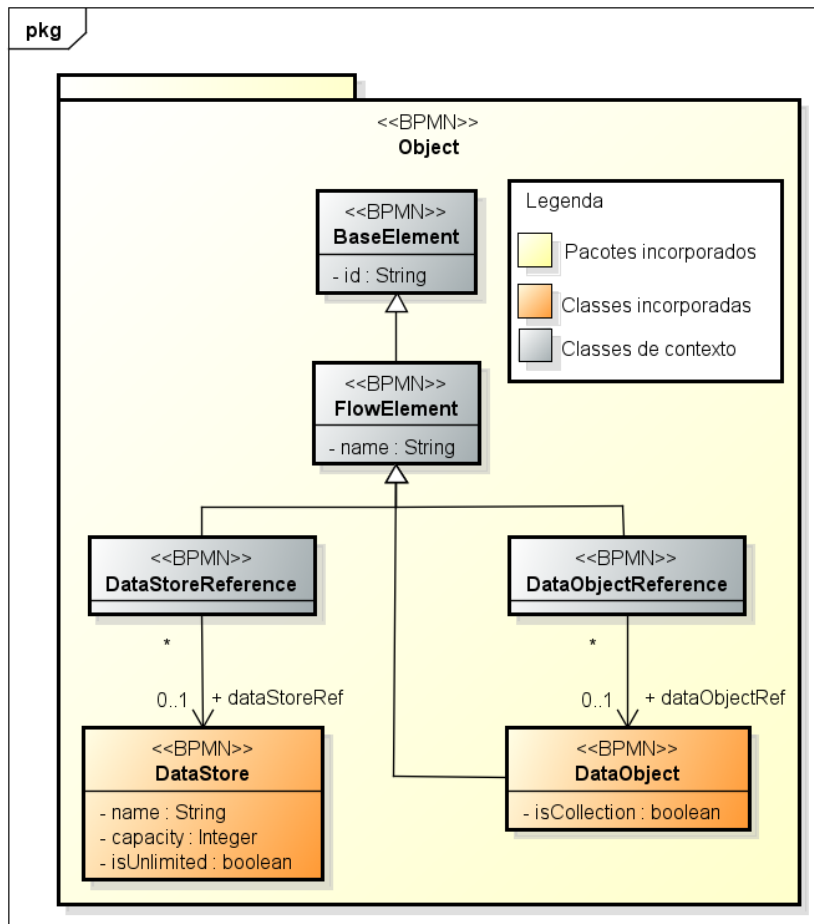 pkg
<<BPMN>>
Object
<<BPMN>>
BaseElement
- id : String
Legenda
Pacotes incorporados
Classes incorporadas
Classes de contexto
<<BPMN>>
FlowElement
- name : String
<<BPMN>>
DataStoreReference
<<BPMN>>
DataObjectReference
*
*
0..1 + dataStoreRef
0..1 + dataObjectRef
<<BPMN>>
DataStore
- name : String
- capacity : Integer
- isUnlimited : boolean
<<BPMN>>
DataObject
- isCollection : boolean